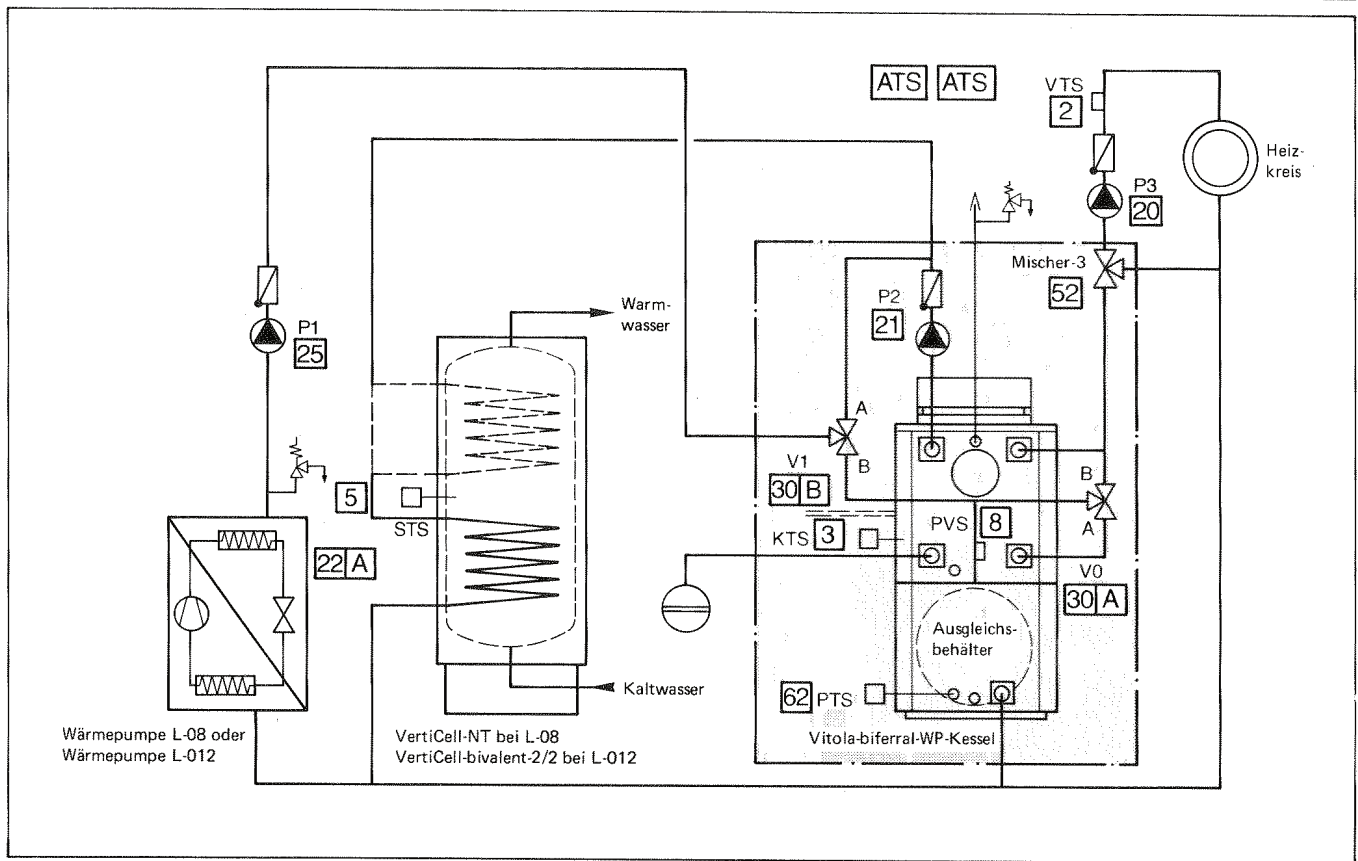 ATS ATS
VTS
2
Heiz-
kreis
P3
20
Mischer-3
52
P2
21
Warm-
wasser
P1
25
A
B
V1
30 B
B
A
5
STS
PVS 8
KTS 3
22 A
V0
30 A
Ausgleichs-
behälter
62 PTS
Kaltwasser
Wärmepumpe L-08 oder
Wärmepumpe L-012
VertiCell-NT bei L-08
VertiCell-bivalent-2/2 bei L-012
Vitola-biferral-WP-Kessel